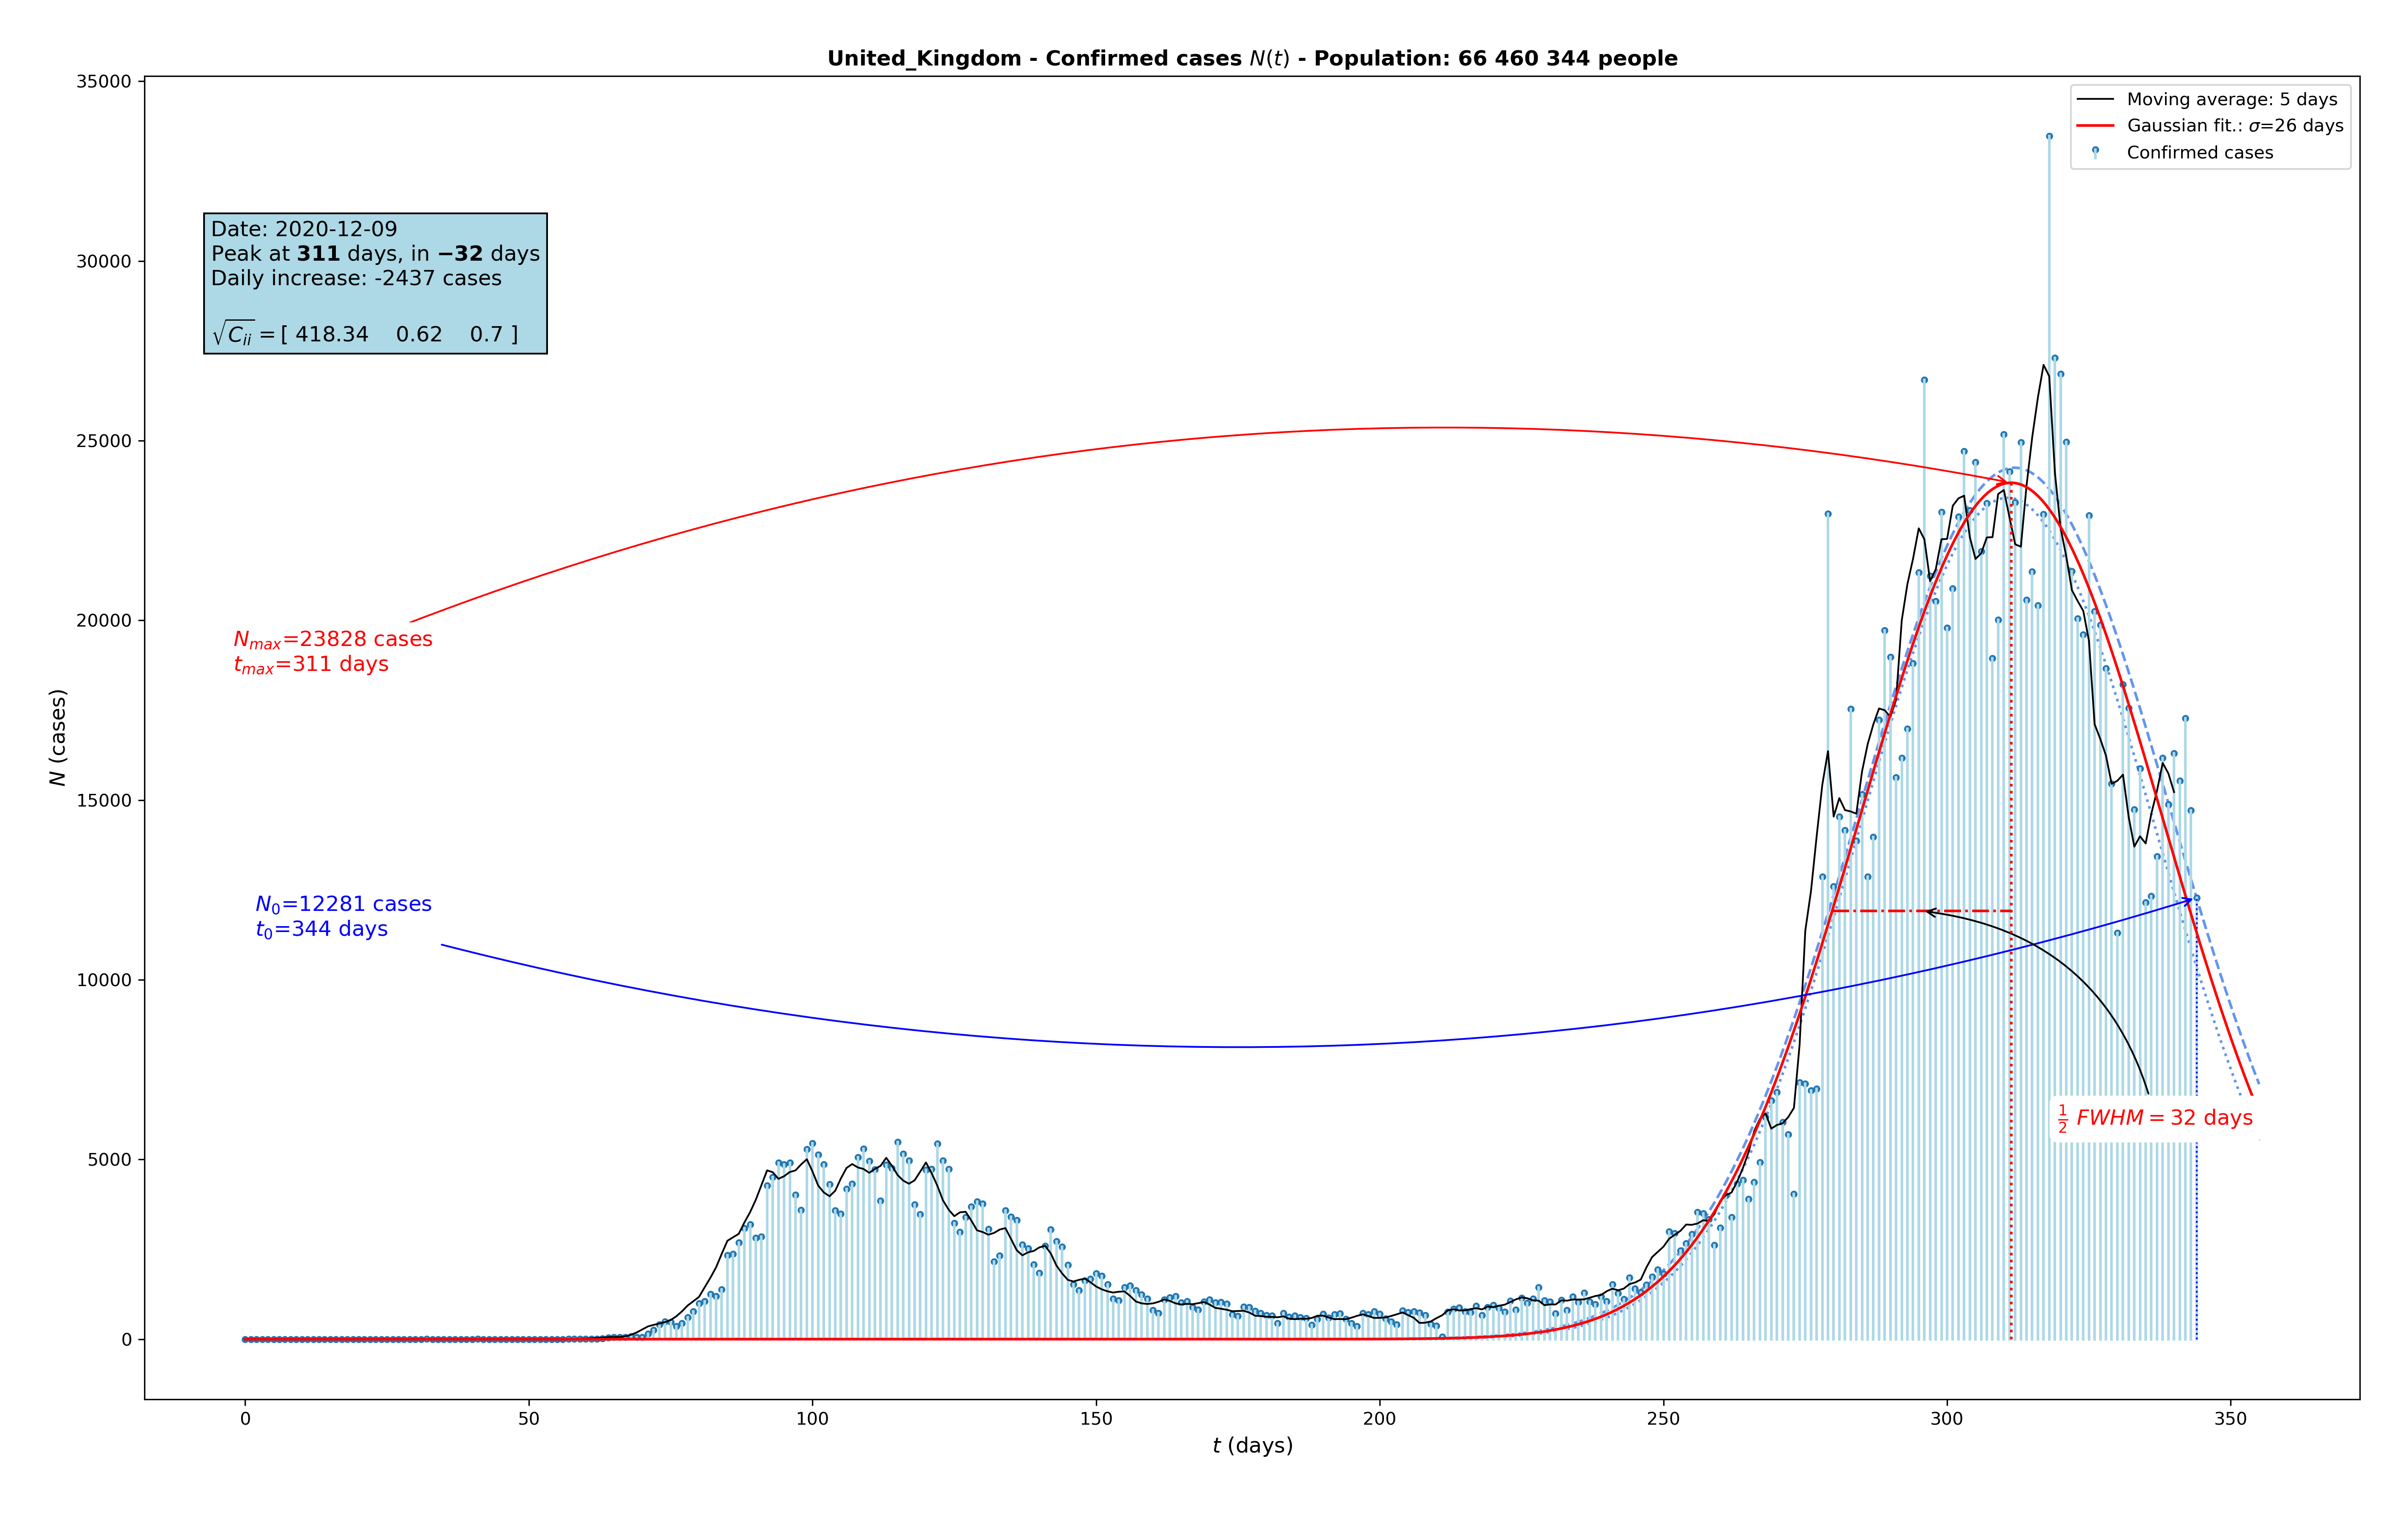 United_Kingdom - Confirmed cases N(t) - Population: 66 460 344 people
35000
30000
25000
20000
15000
10000
5000
0
N (cases)
Moving average: 5 days
Gaussian fit.: σ=26 days
Confirmed cases
Date: 2020-12-09
Peak at 311 days, in −32 days
Daily increase: -2437 cases
√Cᵢᵢ = [ 418.34 0.62 0.7 ]
Nmax=23828 cases
tmax=311 days
N0=12281 cases
t0=344 days
1/2 FWHM = 32 days
0 50 100 150 200 250 300 350
t (days)